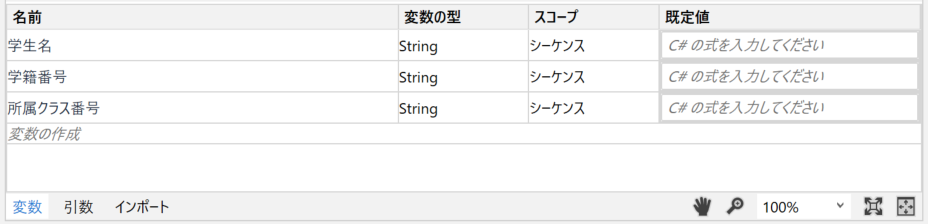 名前 変数の型 スコープ 既定値
学生名 String シーケンス C# の式を入力してください
学籍番号 String シーケンス C# の式を入力してください
所属クラス番号 String シーケンス C# の式を入力してください
変数の作成
変数 引数 インポート 100%